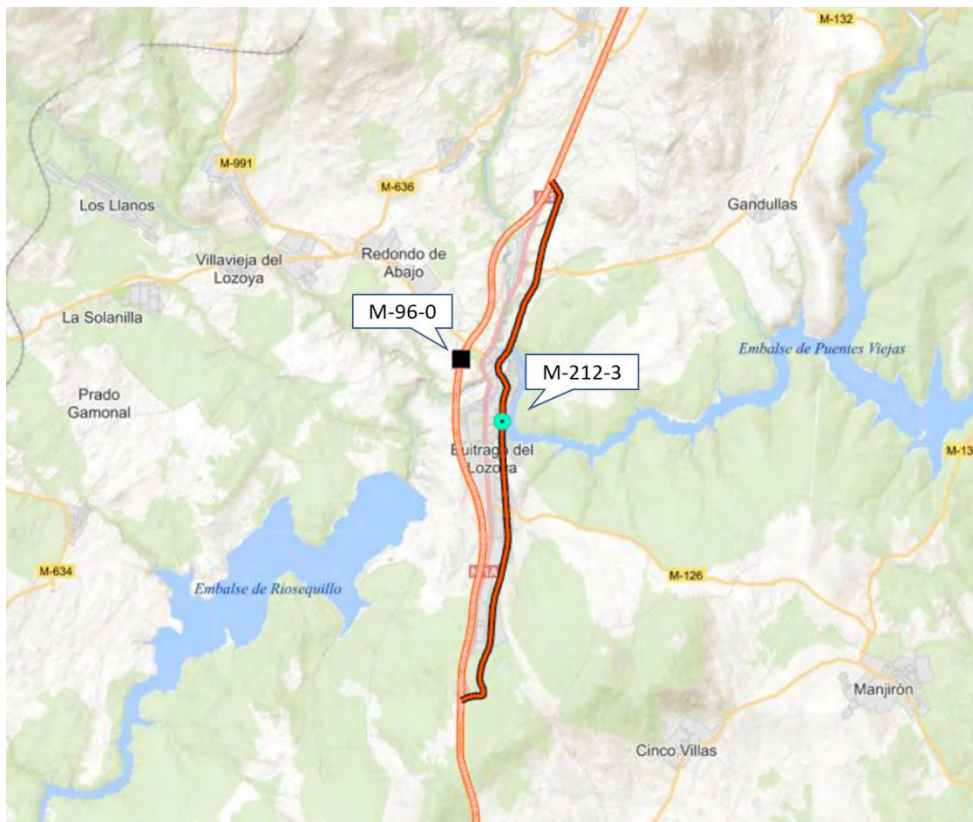 M-132
M-991
M-636
Los Llanos
Gandullas
Villavieja del
Lozoya
Redondo de
Abajo
M-96-0
La Solanilla
Embalse de Puentes Viejas
M-212-3
Prado
Gamonal
Buitrago del
Lozoya
M-13
M-634
Embalse de Riosequillo
M-126
Manjirón
Cinco Villas